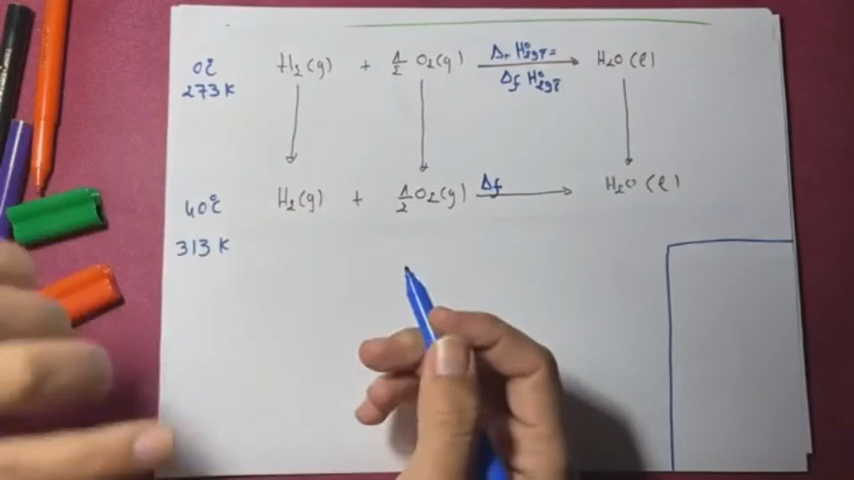 0°C H₂(g) + 1/2 O₂(g) ΔrH°298 = H₂O(l)
273 K ΔfH°298
40°C H₂(g) + 1/2 O₂(g) Δf H₂O(l)
313 K